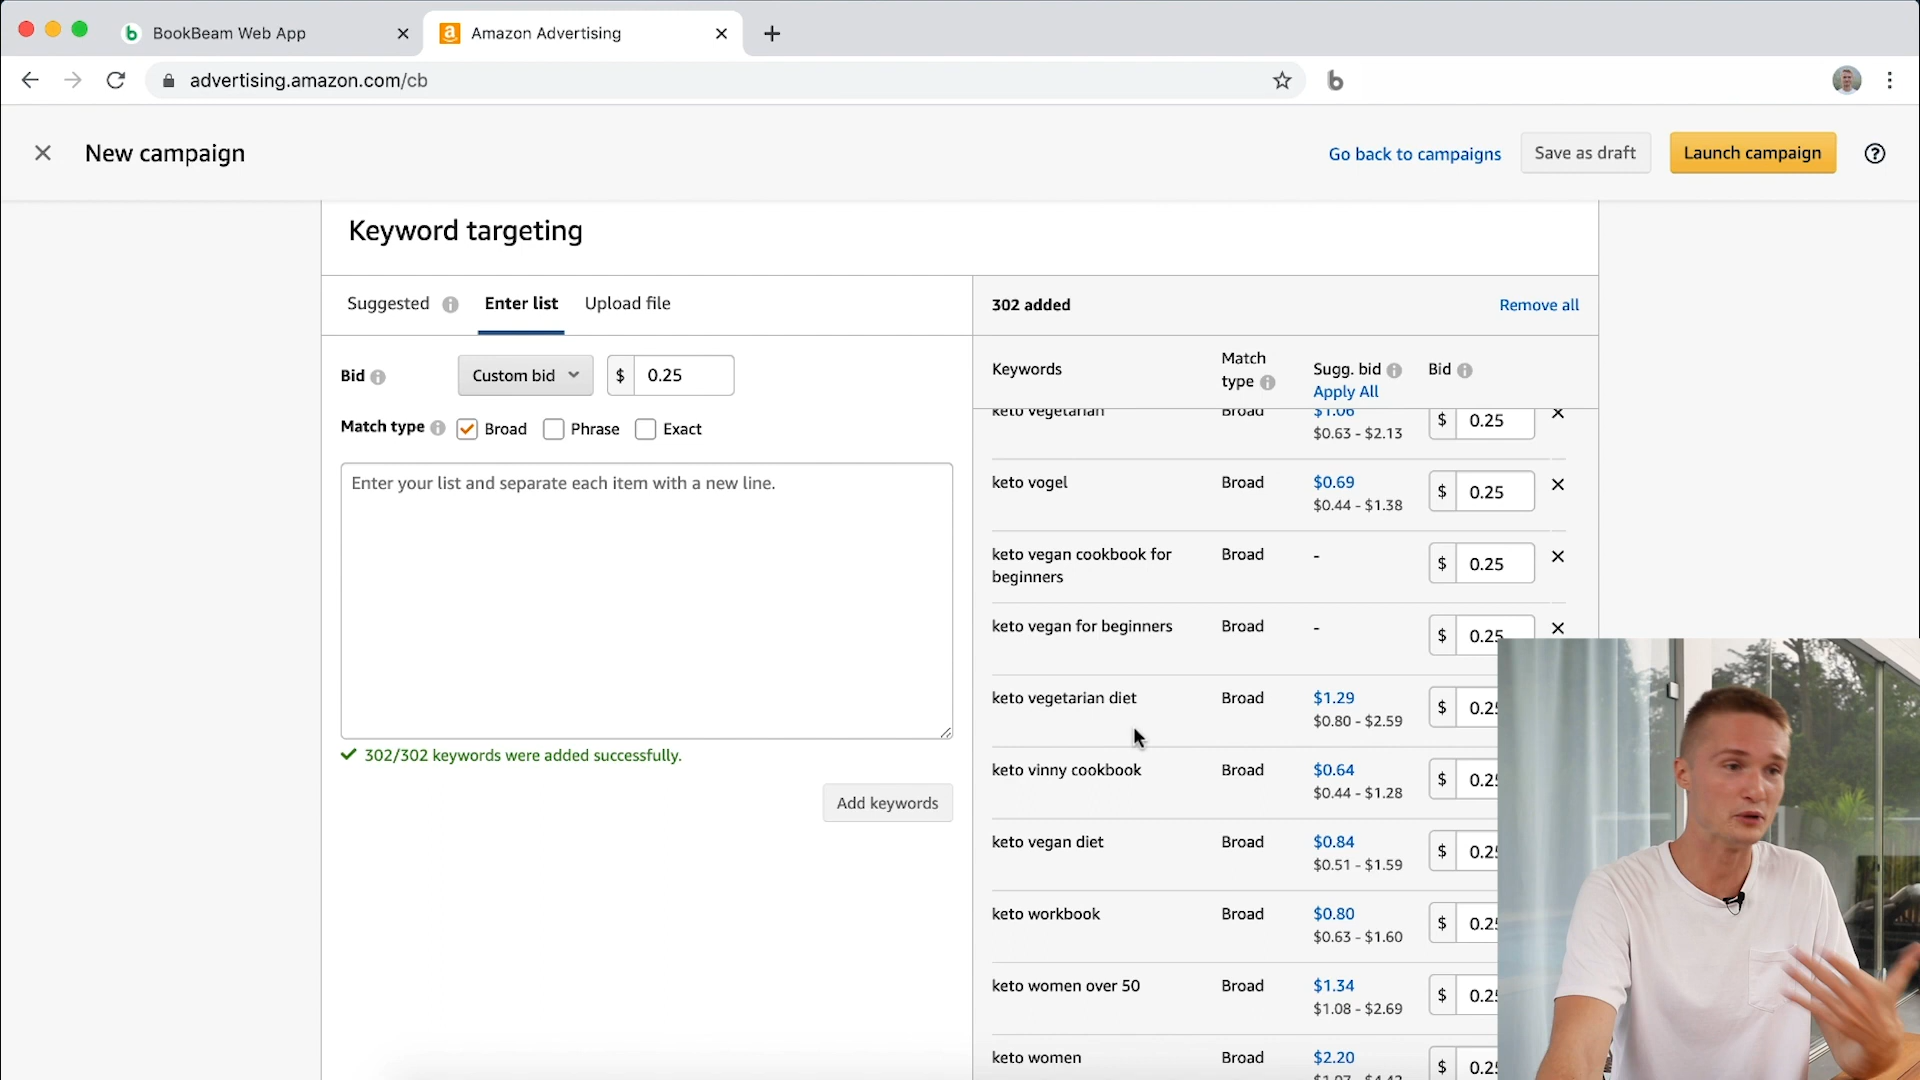 BookBeam Web App
Amazon Advertising
advertising.amazon.com/cb
New campaign
Go back to campaigns
Save as draft
Launch campaign
Keyword targeting
Suggested
Enter list
Upload file
302 added
Remove all
Bid
Custom bid
$ 0.25
Match type
Broad
Phrase
Exact
Enter your list and separate each item with a new line.
302/302 keywords were added successfully.
Add keywords
Keywords
Match type
Sugg. bid
Apply All
Bid
keto vegetarian Broad $1.06 $ 0.25
$0.63 - $2.13
keto vogel Broad $0.69 $ 0.25
$0.44 - $1.38
keto vegan cookbook for Broad - $ 0.25
beginners
keto vegan for beginners Broad - $ 0.25
keto vegetarian diet Broad $1.29 $
$0.80 - $2.59
keto vinny cookbook Broad $0.64 $
$0.44 - $1.28
keto vegan diet Broad $0.84 $
$0.51 - $1.59
keto workbook Broad $0.80 $
$0.63 - $1.60
keto women over 50 Broad $1.34 $
$1.08 - $2.69
keto women Broad $2.20 $